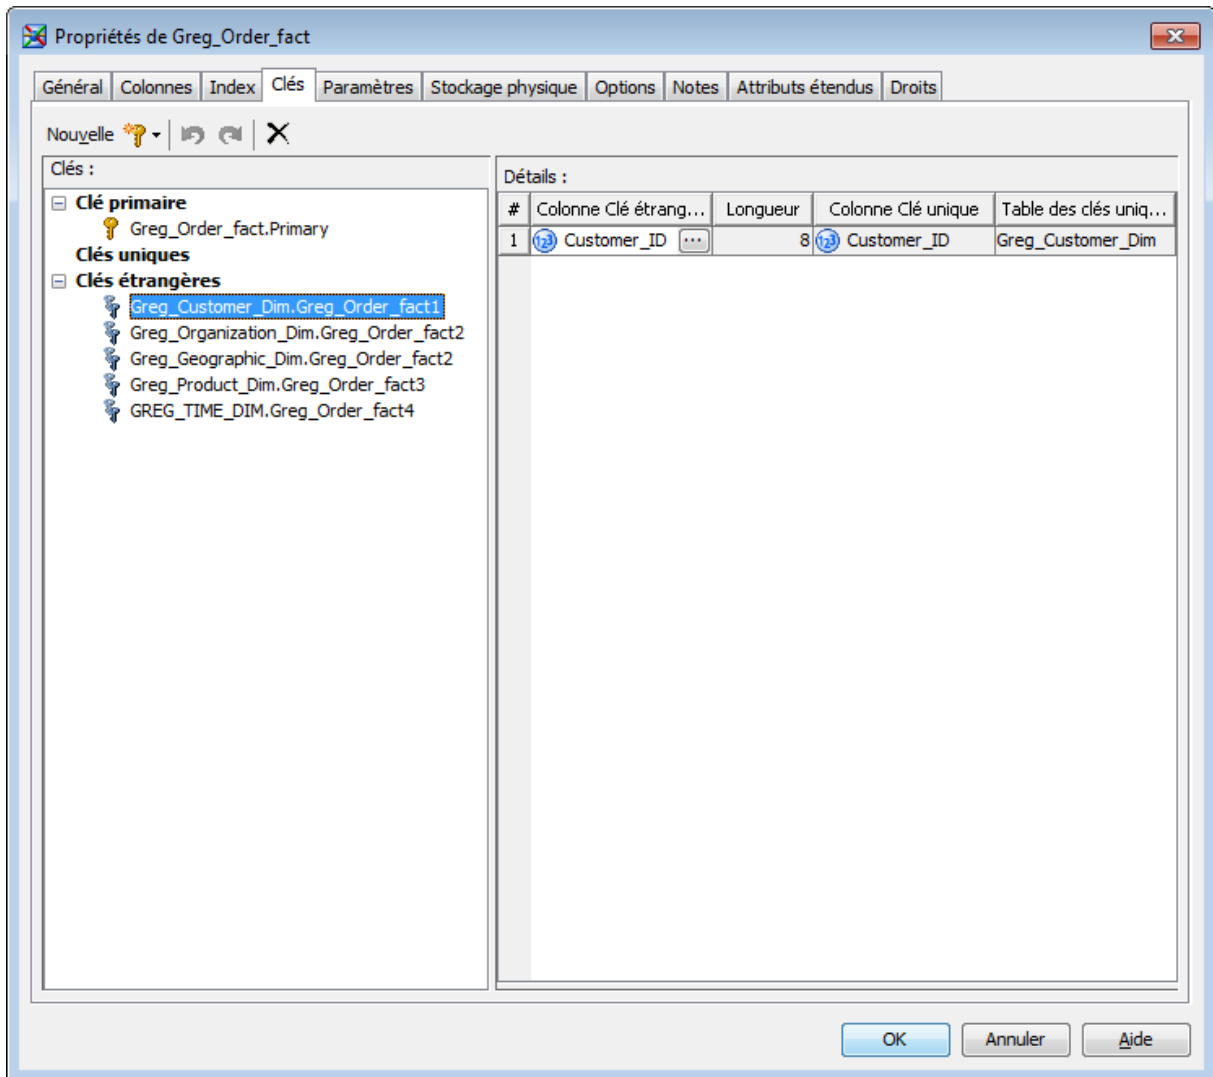 Propriétés de Greg_Order_fact
Général Colonnes Index Clés Paramètres Stockage physique Options Notes Attributs étendus Droits
Nouvelle
Clés :
Clé primaire
Greg_Order_fact.Primary
Clés uniques
Clés étrangères
Greg_Customer_Dim.Greg_Order_fact1
Greg_Organization_Dim.Greg_Order_fact2
Greg_Geographic_Dim.Greg_Order_fact2
Greg_Product_Dim.Greg_Order_fact3
GREG_TIME_DIM.Greg_Order_fact4
Détails :
# Colonne Clé étrang... Longueur Colonne Clé unique Table des clés uniq...
1 123 Customer_ID ... 8 123 Customer_ID Greg_Customer_Dim
OK Annuler Aide